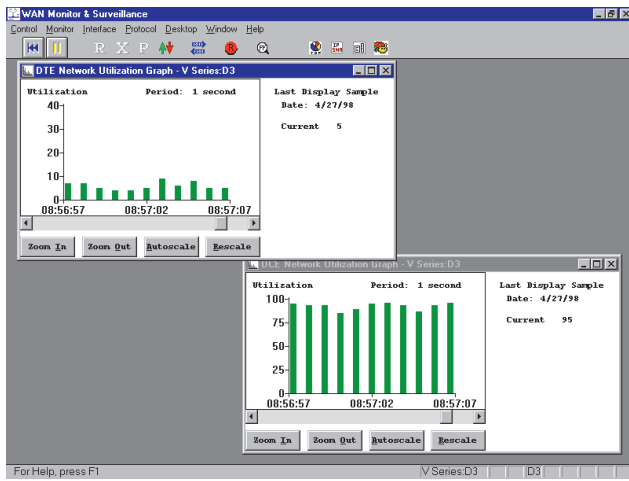 WAN Monitor & Surveillance
Control Monitor Interface Protocol Desktop Window Help
R X P R
DTE Network Utilization Graph - V Series:D3
Utilization Period: 1 second Last Display Sample
Date: 4/27/98
Current 5
40
30
20
10
0
08:56:57 08:57:02 08:57:07
Zoom In Zoom Out Autoscale Rescale
DCE Network Utilization Graph - V Series:D3
Utilization Period: 1 second Last Display Sample
Date: 4/27/98
Current 95
100
75
50
25
0
08:56:57 08:57:02 08:57:07
Zoom In Zoom Out Autoscale Rescale
For Help, press F1 V Series:D3 D3